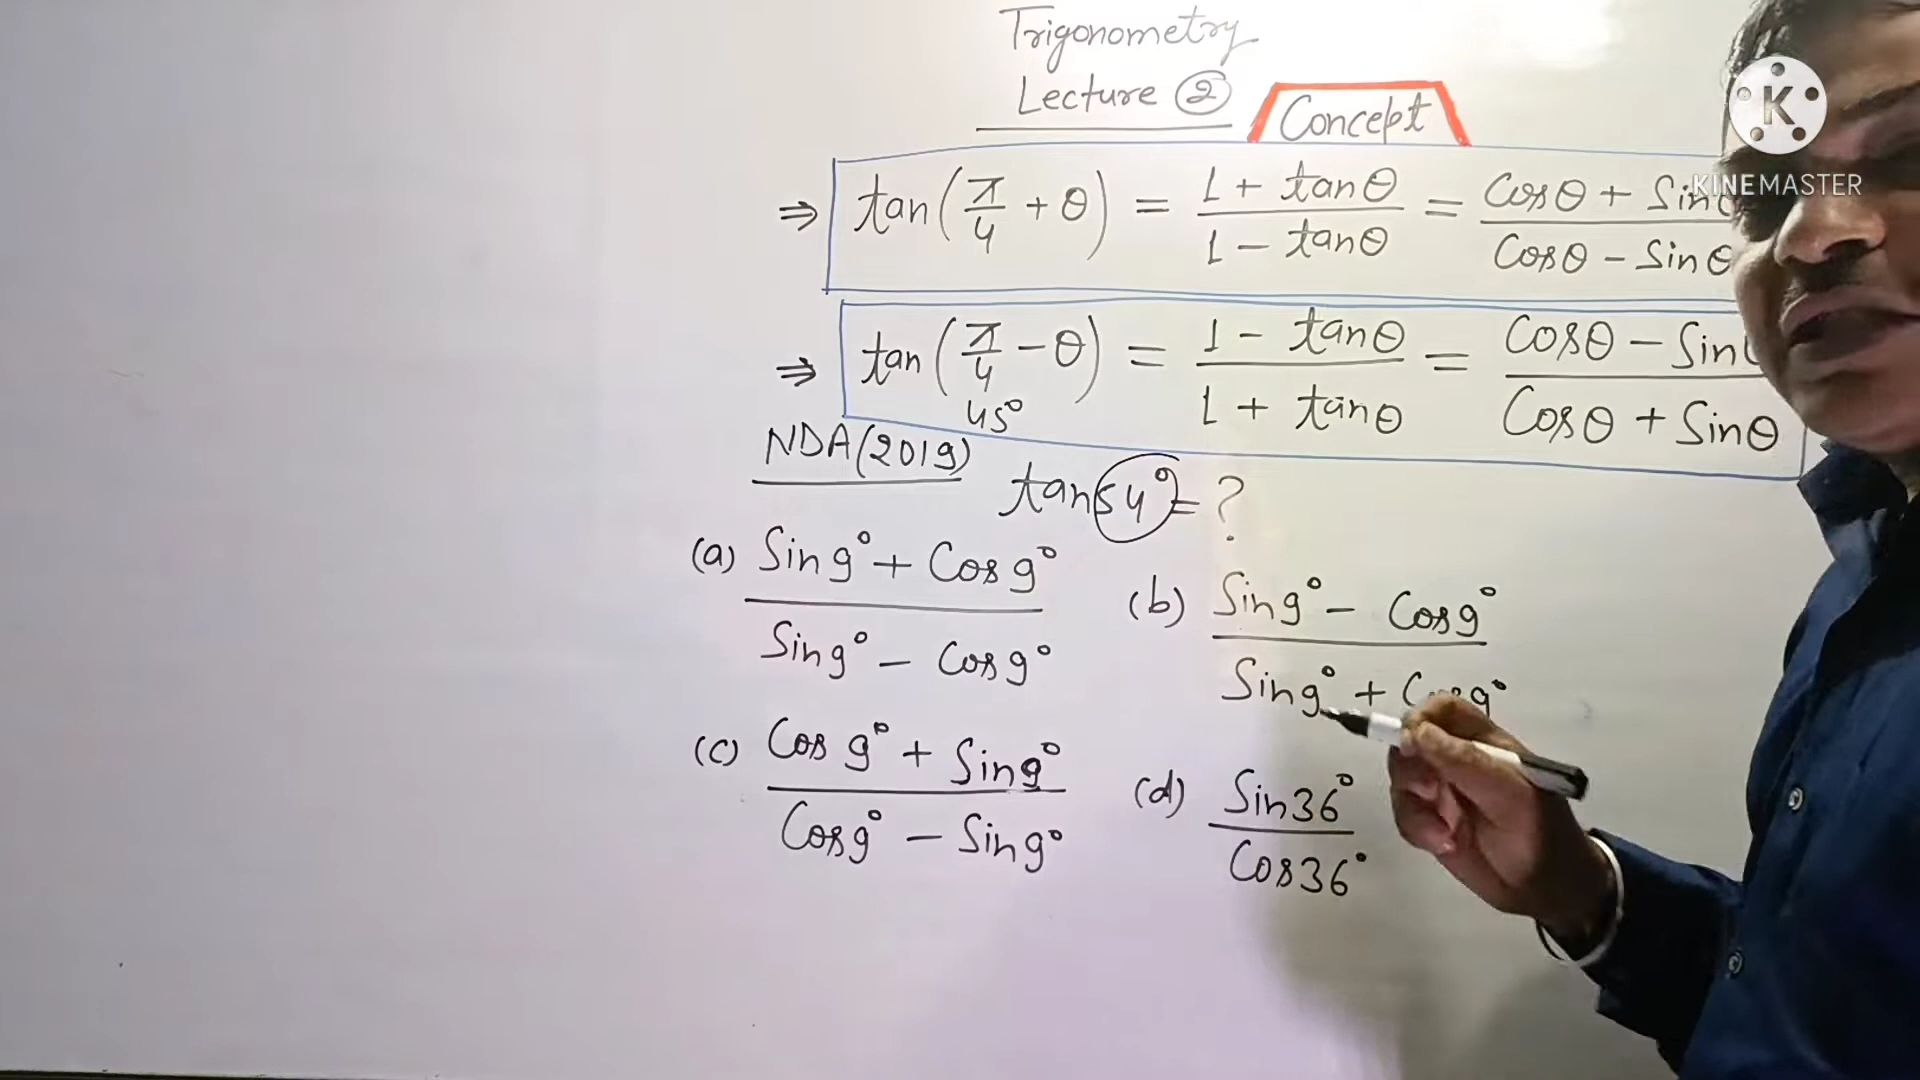 Trigonometry
Lecture ②
Concept
⇒ tan(π/4 + θ) = (1 + tanθ)/(1 - tanθ) = (Cosθ + Sin)/(Cosθ - Sinθ)
⇒ tan(π/4 - θ) = (1 - tanθ)/(1 + tanθ) = (Cosθ - Sin)/(Cosθ + Sinθ)
45°
NDA(2019)
tan54° = ?
(a) (Sin9° + Cos9°)/(Sin9° - Cos9°)
(b) (Sin9° - Cos9°)/(Sin9° + Cos9°)
(c) (Cos9° + Sin9°)/(Cos9° - Sin9°)
(d) Sin36°/Cos36°
K
KINEMASTER